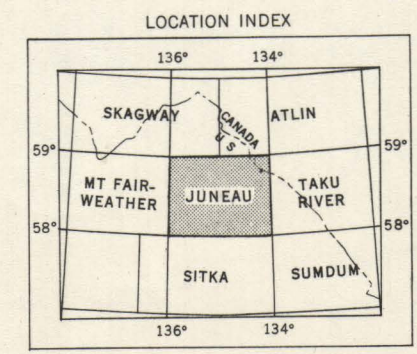 LOCATION INDEX
136° 134°
SKAGWAY
CANADA
U S
ATLIN
59° 59°
MT FAIR-
WEATHER
JUNEAU
TAKU
RIVER
58° 58°
SITKA
SUMDUM
136° 134°